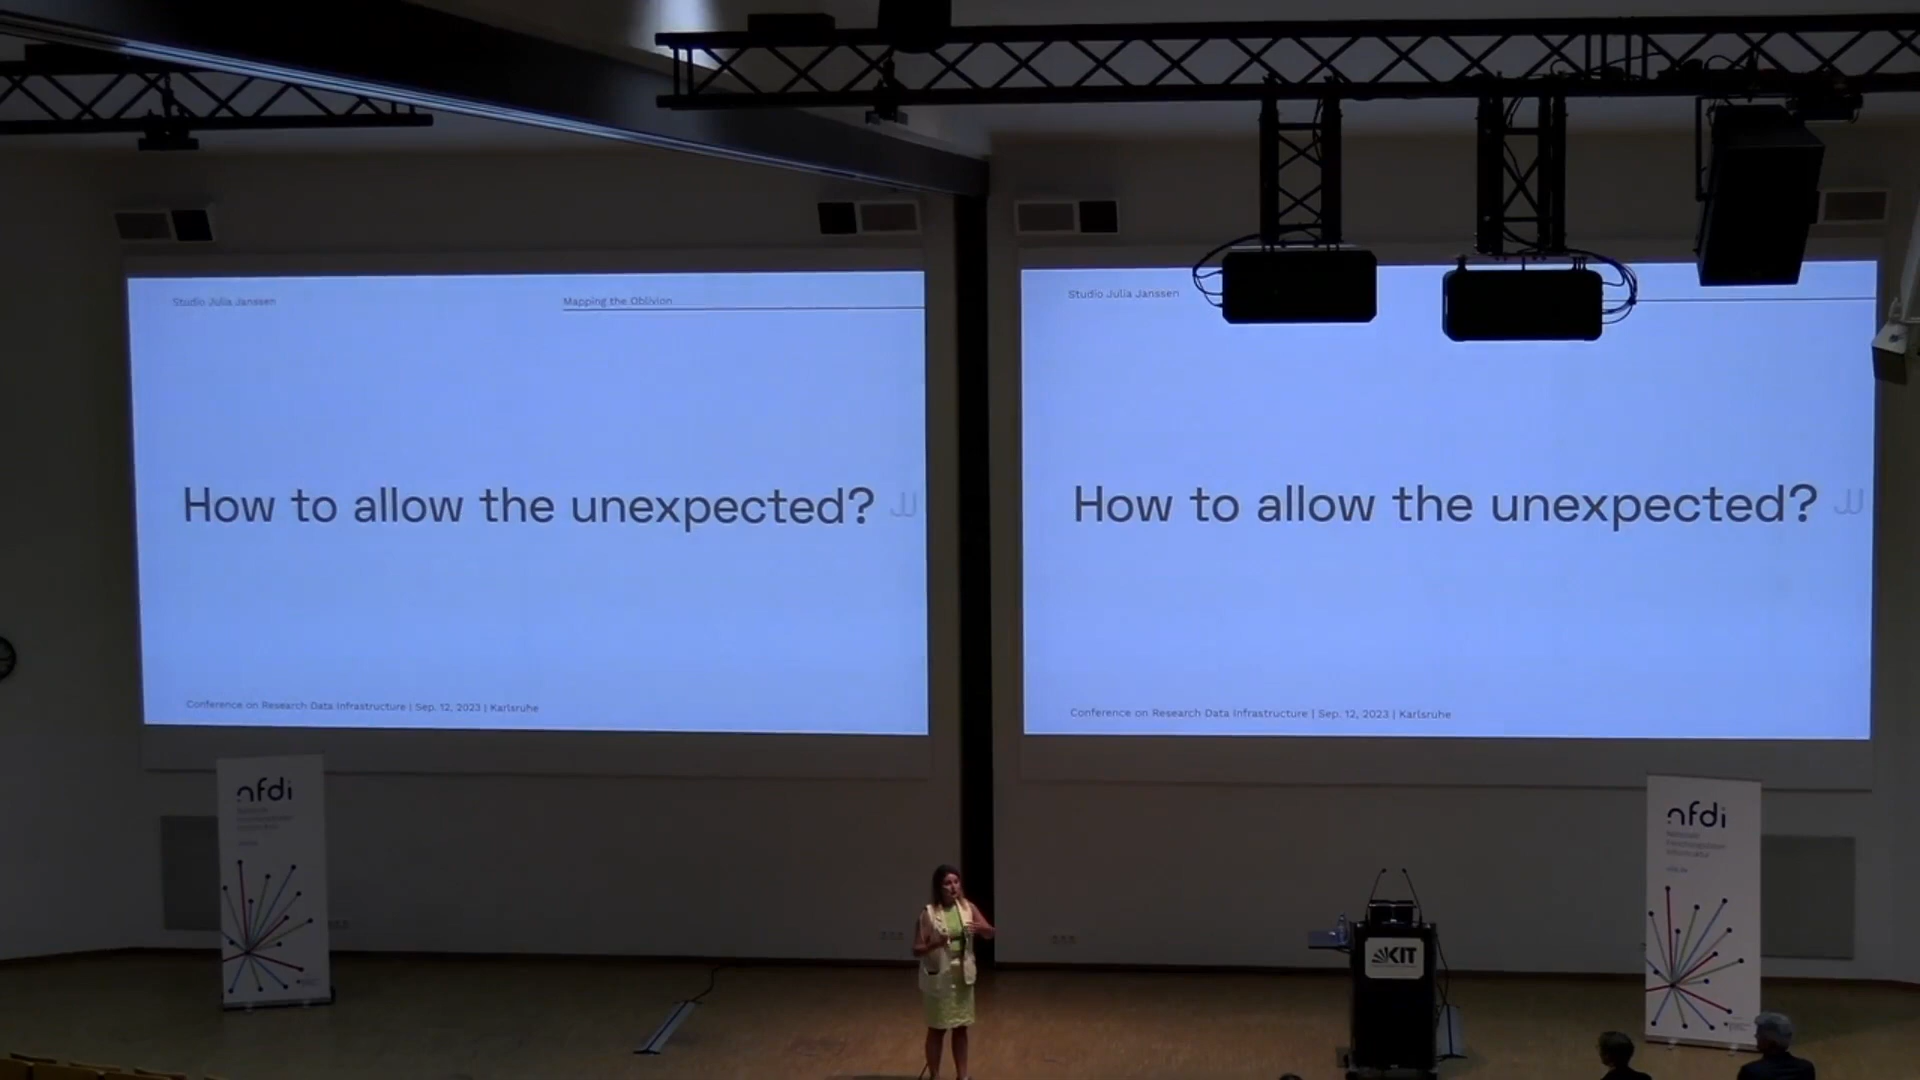 Studio Julia Janssen
Mapping the Oblivion
How to allow the unexpected?
Conference on Research Data Infrastructure | Sep. 12, 2023 | Karlsruhe
Studio Julia Janssen
How to allow the unexpected?
Conference on Research Data Infrastructure | Sep. 12, 2023 | Karlsruhe
nfdi
KIT
nfdi